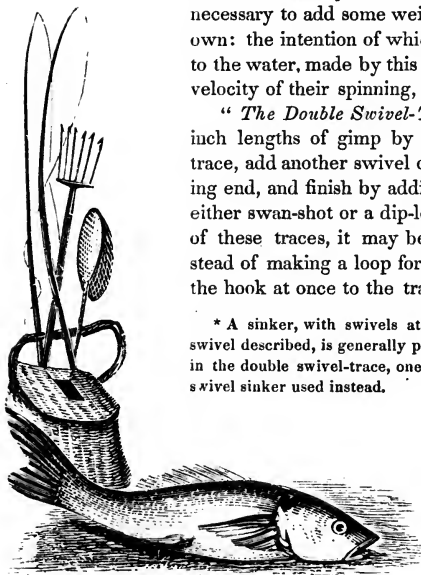 necessary to add some wei
own: the intention of whi
to the water, made by this
velocity of their spinning,
“ The Double Swivel-
inch lengths of gimp by
trace, add another swivel
ing end, and finish by addi
either swan-shot or a dip-l
of these traces, it may be
stead of making a loop for
the hook at once to the tra
* A sinker, with swivels at
swivel described, is generally p
in the double swivel-trace, one
swivel sinker used instead.